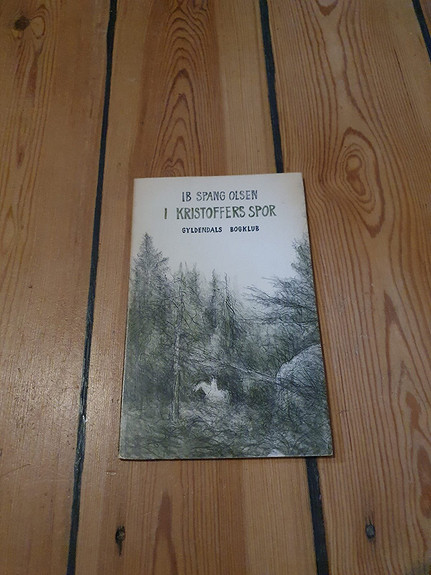 IB SPANG OLSEN
I KRISTOFFERS SPOR
GYLDENDALS BOGKLUB